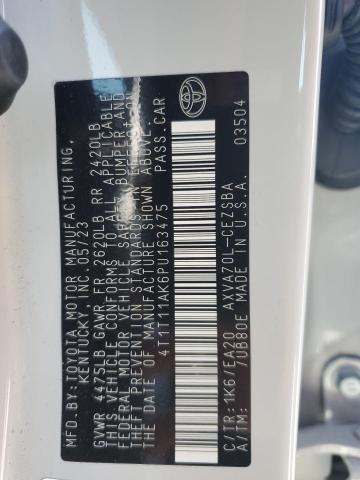 MFD.BY:TOYOTA MOTOR MANUFACTURING,
KENTUCKY,INC. 05/23
GVWR 4475LB GAWR FR 2620LB RR 2420LB
THIS VEHICLE CONFORMS TO ALL APPLICABLE
FEDERAL MOTOR VEHICLE SAFETY, BUMPER, AND
THEFT PREVENTION STANDARDS IN EFFECT ON
THE DATE OF MANUFACTURE SHOWN ABOVE.
4T1T11AK6PU163475 PASS.CAR
C/TR:1K6/FA20 AXVA70L-CEZSBA
A/TM: /UB80E MADE IN U.S.A. 03504